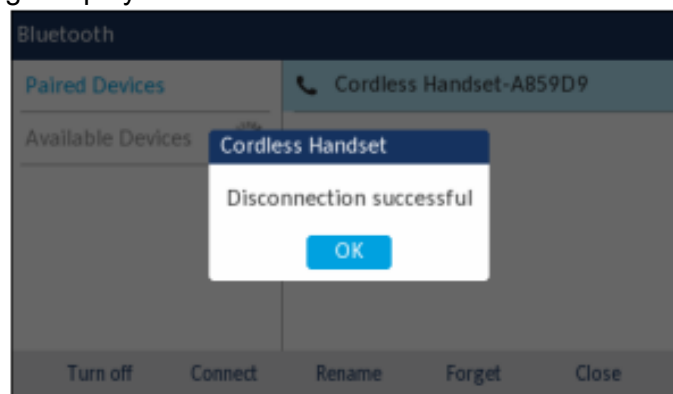 Bluetooth
Paired Devices
Cordless Handset-A859D9
Available Devices
Cordless Handset
Disconnection successful
OK
Turn off Connect Rename Forget Close